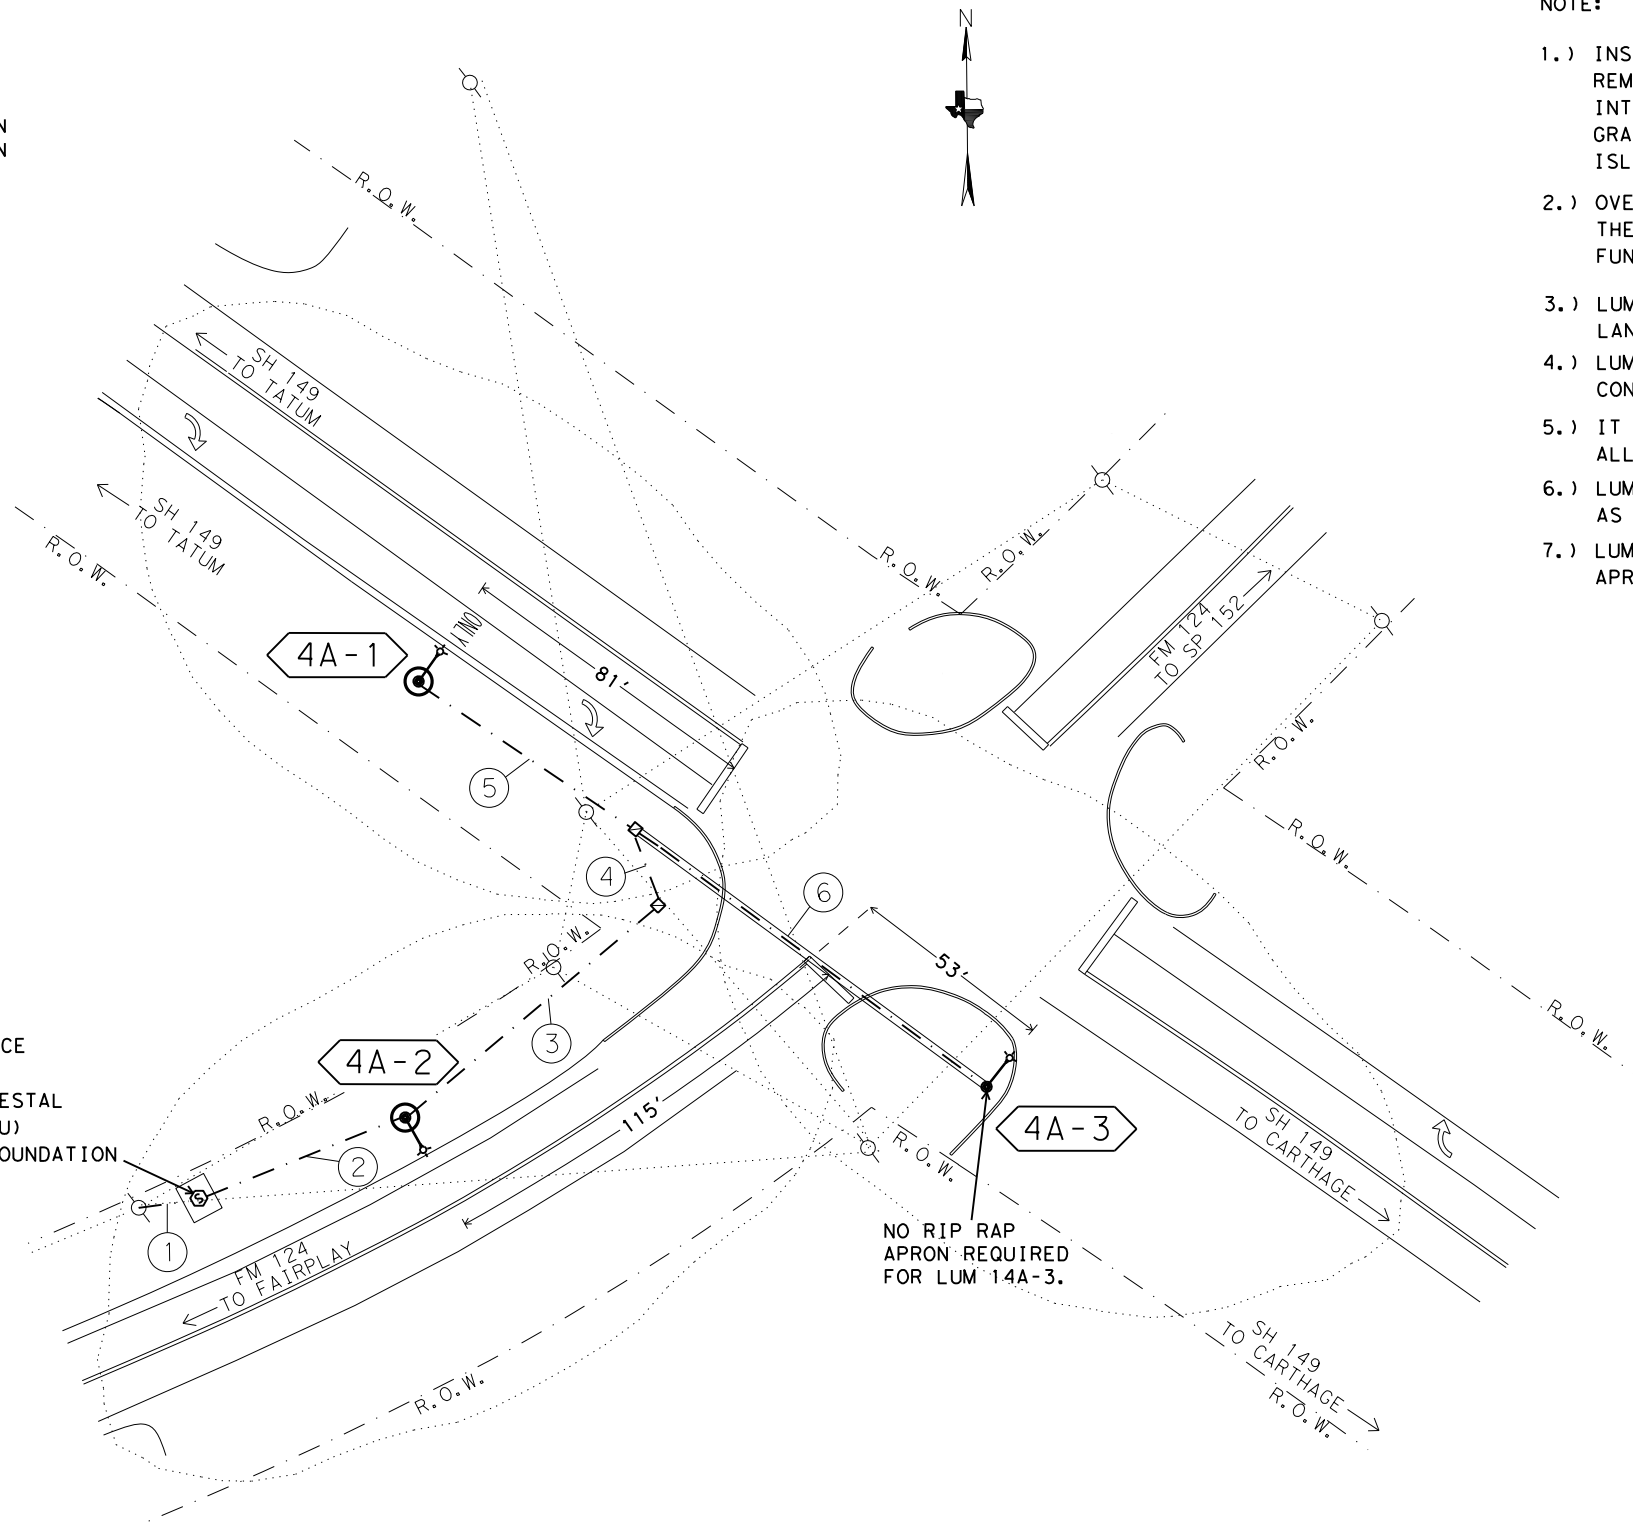 N
N
N
NOTE:
1.) INS
REM
INT
GRA
ISL
2.) OVE
THE
FUN
3.) LUM
LAN
4.) LUM
CON
5.) IT
ALL
6.) LUM
AS
7.) LUM
APR
R.O.W.
SH 149
TO TATUM
SH 149
TO TATUM
R.O.W.
R.O.W.
R.O.W.
FM 124
TO SP 152
ONLY
4A-1
81'
R.O.W.
5
R.O.W.
4
6
R.O.W.
53'
R.O.W.
3
4A-2
CE
ESTAL
U)
OUNDATION
R.O.W.
115'
2
4A-3
R.O.W.
SH 149
TO CARTHAGE
1
FM 124
TO FAIRPLAY
NO RIP RAP
APRON REQUIRED
FOR LUM 14A-3.
S
SH 149
TO CARTHAGE
R.O.W.
R.O.W.